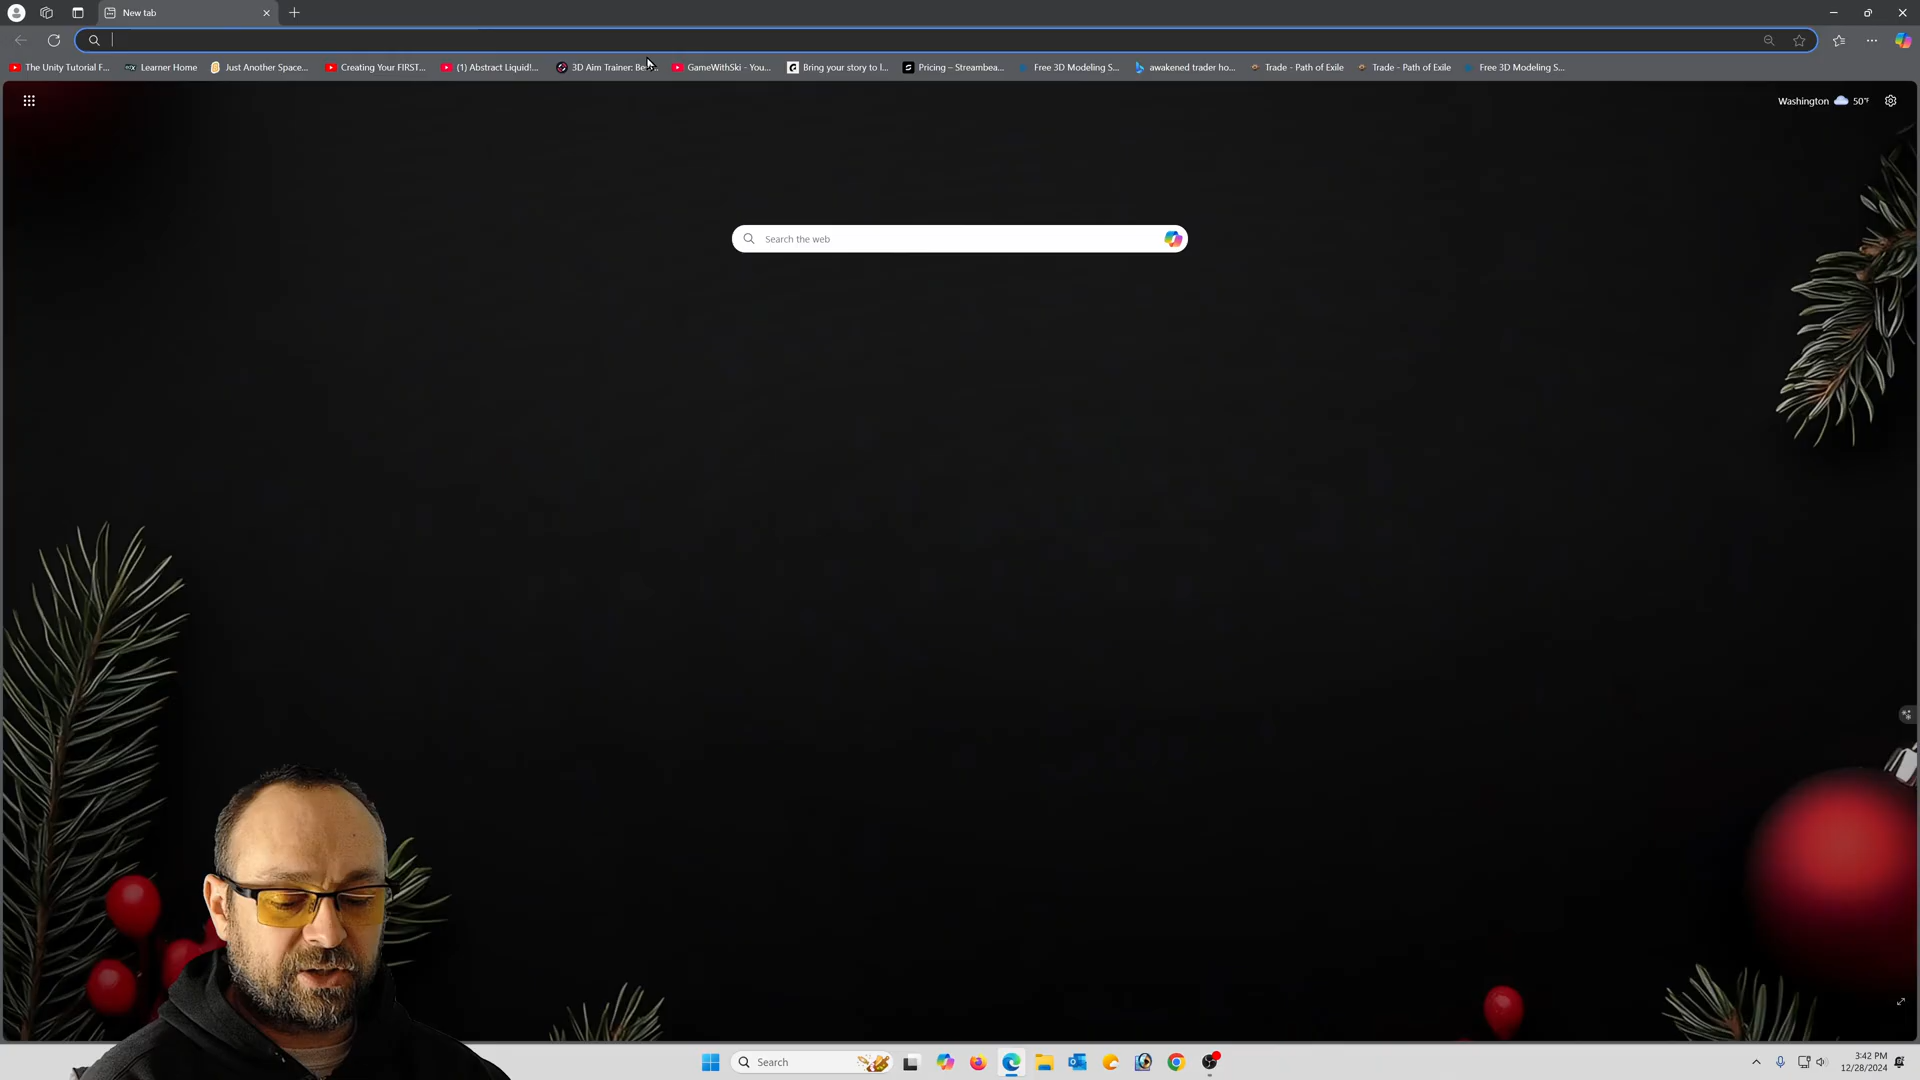 New tab
The Unity Tutorial F...
Learner Home
Just Another Space...
Creating Your FIRST...
(1) Abstract Liquid!...
3D Aim Trainer: Be
GameWithSki - You...
Bring your story to l...
Pricing – Streambea...
Free 3D Modeling S...
awakened trader ho...
Trade - Path of Exile
Trade - Path of Exile
Free 3D Modeling S...
Washington 50°F
Search the web
Search
3:42 PM
12/28/2024